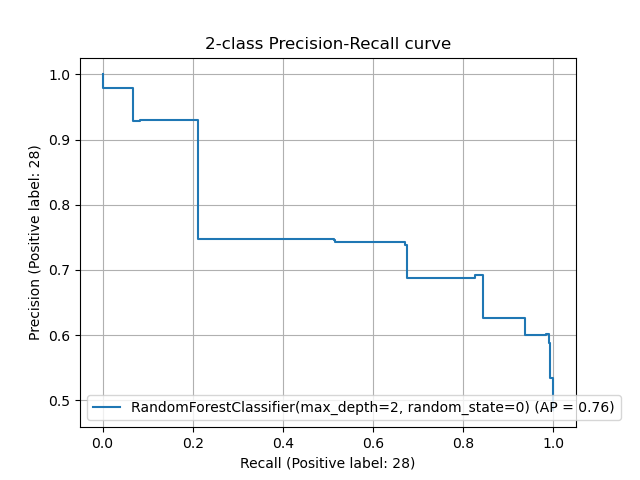 2-class Precision-Recall curve
1.0
0.9
0.8
0.7
0.6
0.5
Precision (Positive label: 28)
RandomForestClassifier(max_depth=2, random_state=0) (AP = 0.76)
0.0 0.2 0.4 0.6 0.8 1.0
Recall (Positive label: 28)